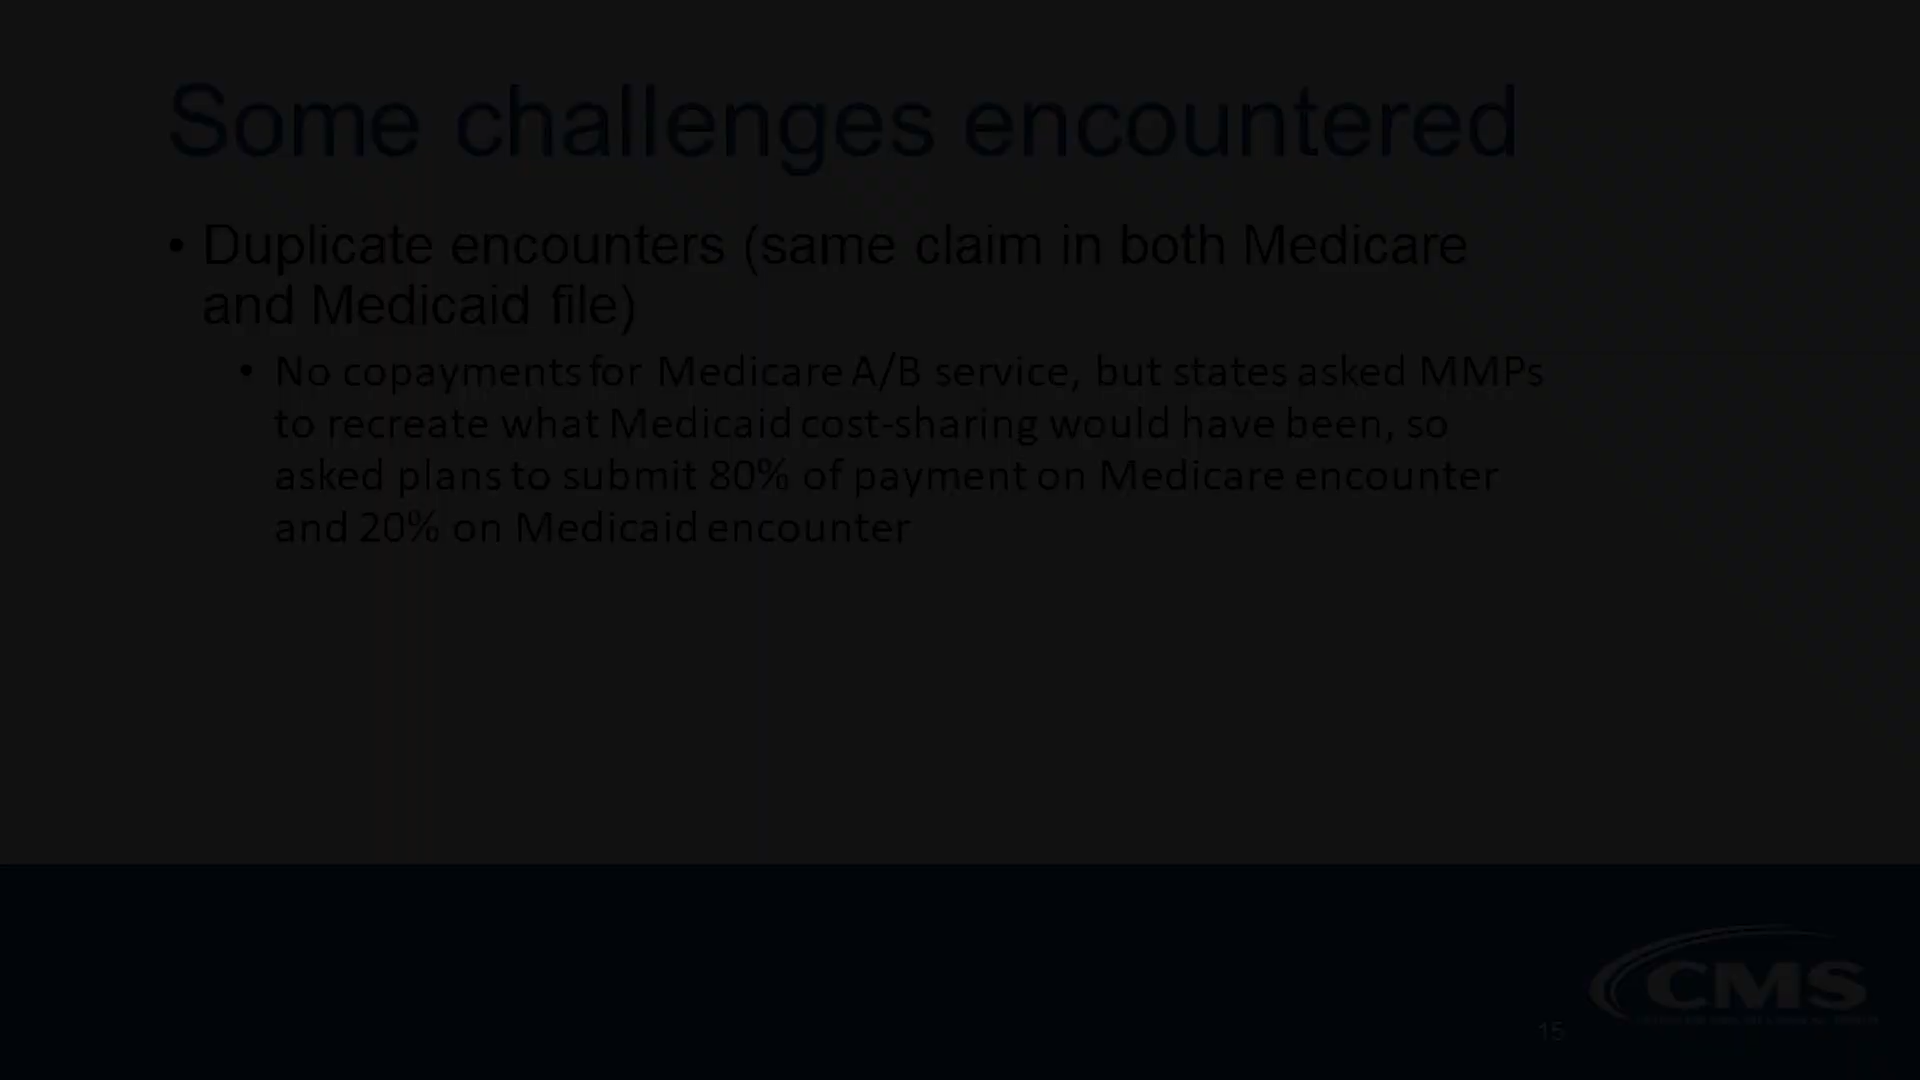 Some challenges encountered
• Duplicate encounters (same claim in both Medicare
and Medicaid file)
• No copayments for Medicare A/B service, but states asked MMPs
to recreate what Medicaid cost-sharing would have been, so
asked plans to submit 80% of payment on Medicare encounter
and 20% on Medicaid encounter
CMS
15